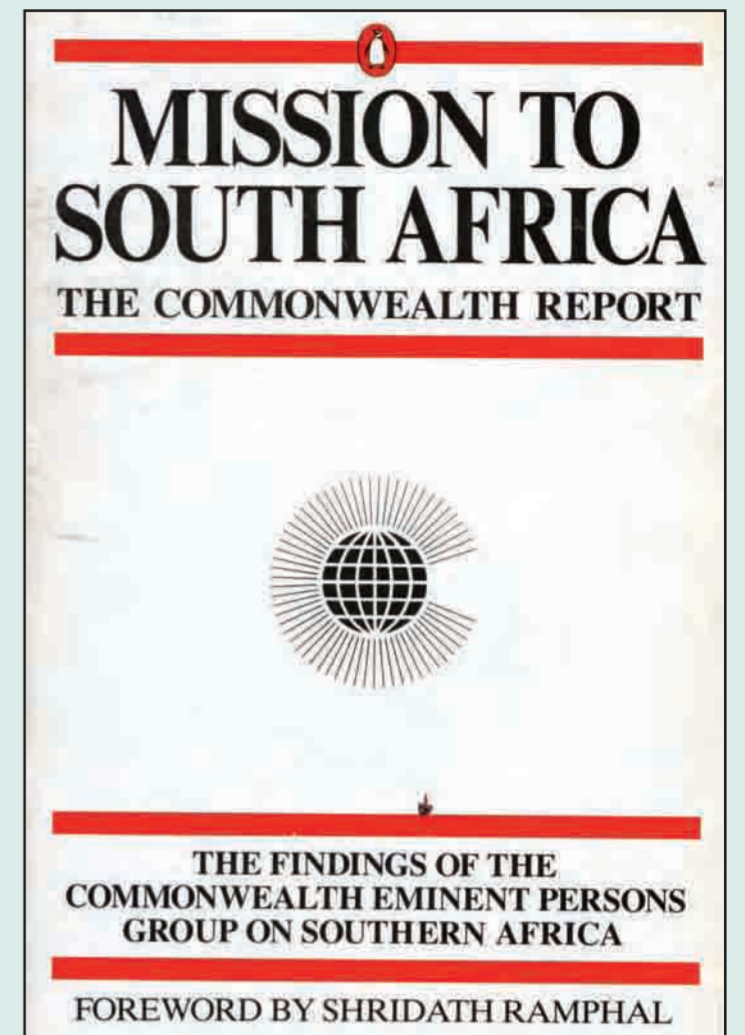 MISSION TO
SOUTH AFRICA
THE COMMONWEALTH REPORT
THE FINDINGS OF THE
COMMONWEALTH EMINENT PERSONS
GROUP ON SOUTHERN AFRICA
FOREWORD BY SHRIDATH RAMPHAL